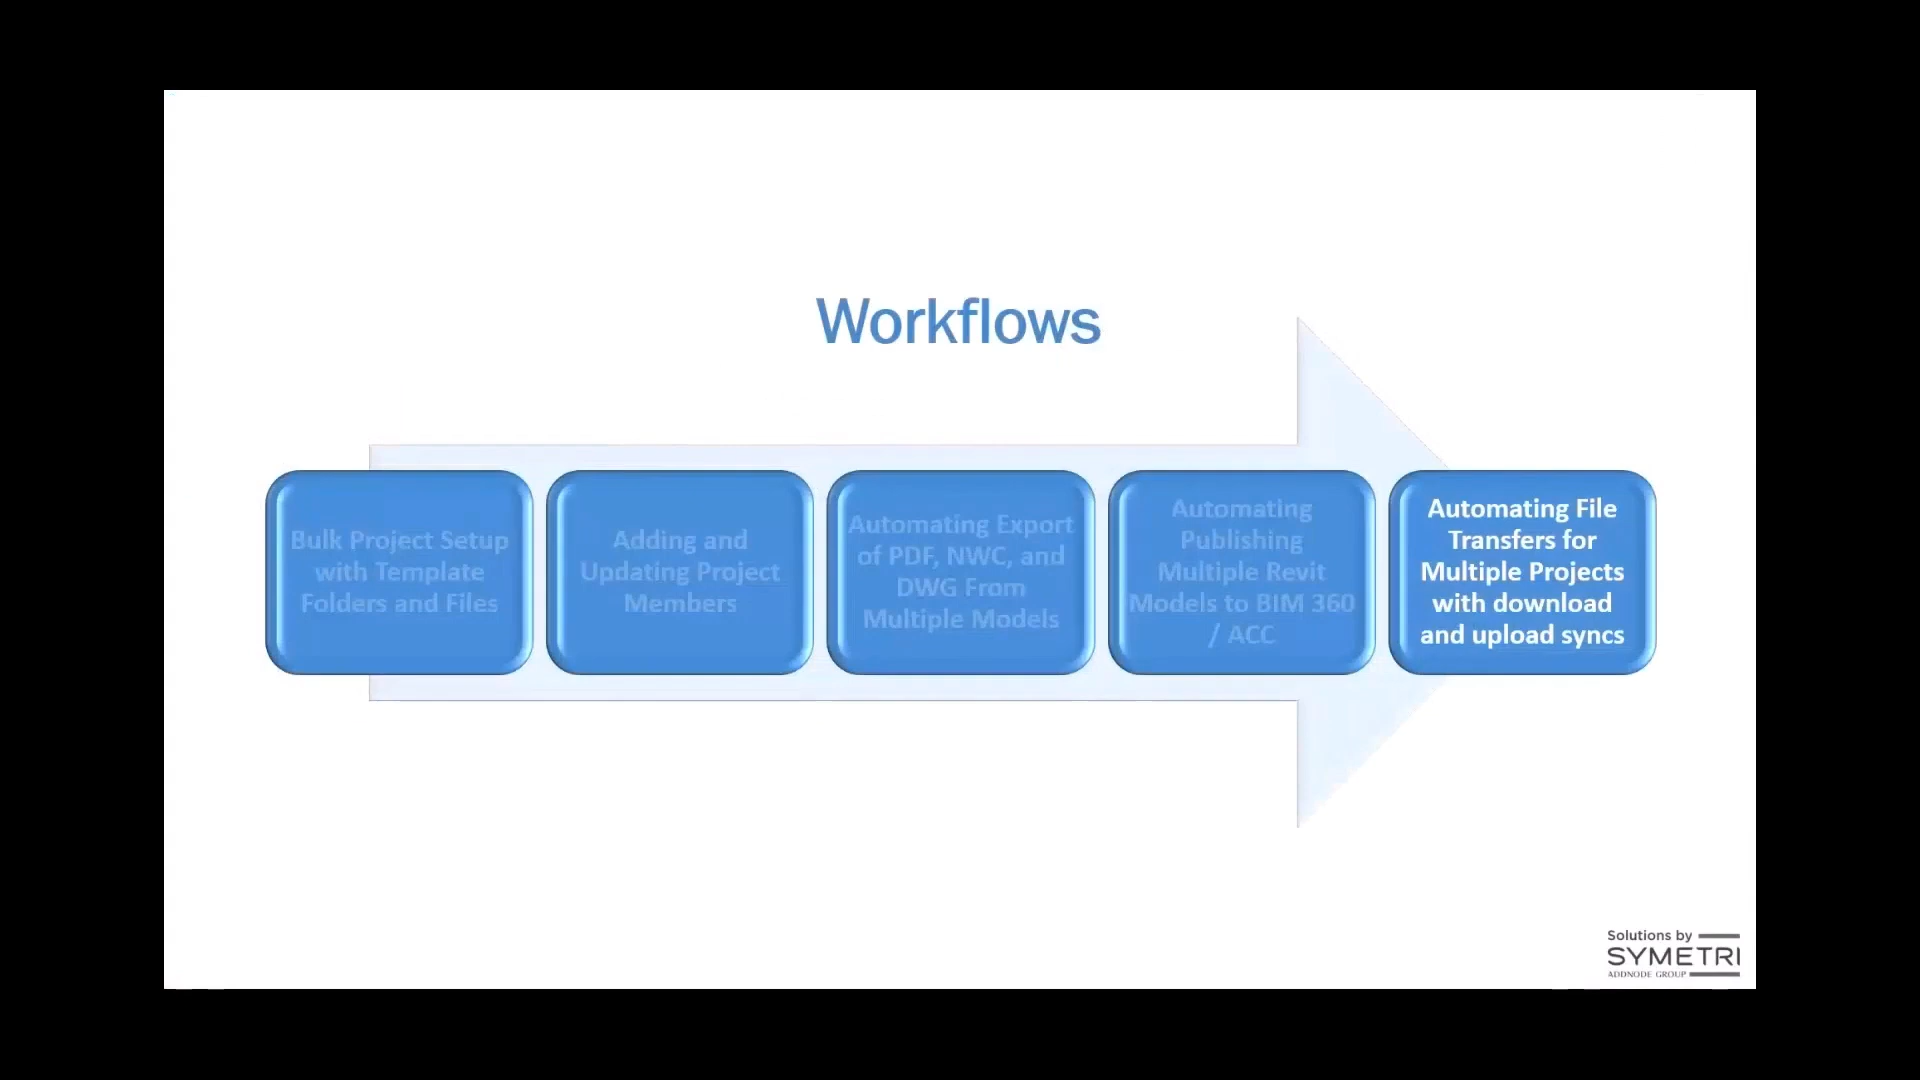 Workflows
Bulk Project Setup
with Template
Folders and Files
Adding and
Updating Project
Members
Automating Export
of PDF, NWC, and
DWG From
Multiple Models
Automating
Publishing
Multiple Revit
Models to BIM 360
/ ACC
Automating File
Transfers for
Multiple Projects
with download
and upload syncs
Solutions by
SYMETRI
ADDNODE GROUP